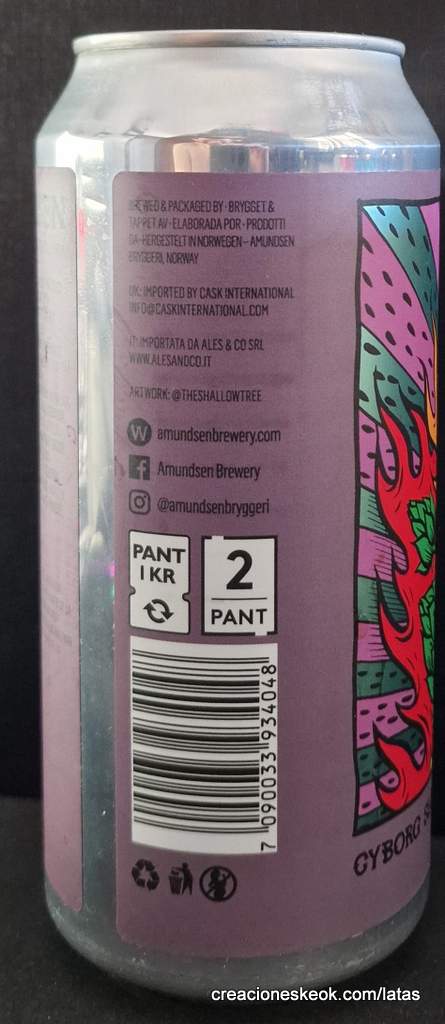 BREWED & PACKAGED BY · BRYGGET &
TAPPET AV · ELABORADA POR · PRODOTTI
DA · HERGESTELT IN NORWEGEN – AMUNDSEN
BRYGGERI, NORWAY
UK: IMPORTED BY CASK INTERNATIONAL
INFO@CASKINTERNATIONAL.COM
IT: IMPORTATA DA ALES & CO SRL
WWW.ALESANDCO.IT
ARTWORK: @THESHALLOWTREE
W amundsenbrewery.com
f Amundsen Brewery
@amundsenbryggeri
PANT
1 KR
2
PANT
7 090033 934048
CYBORG
creacioneskeok.com/latas